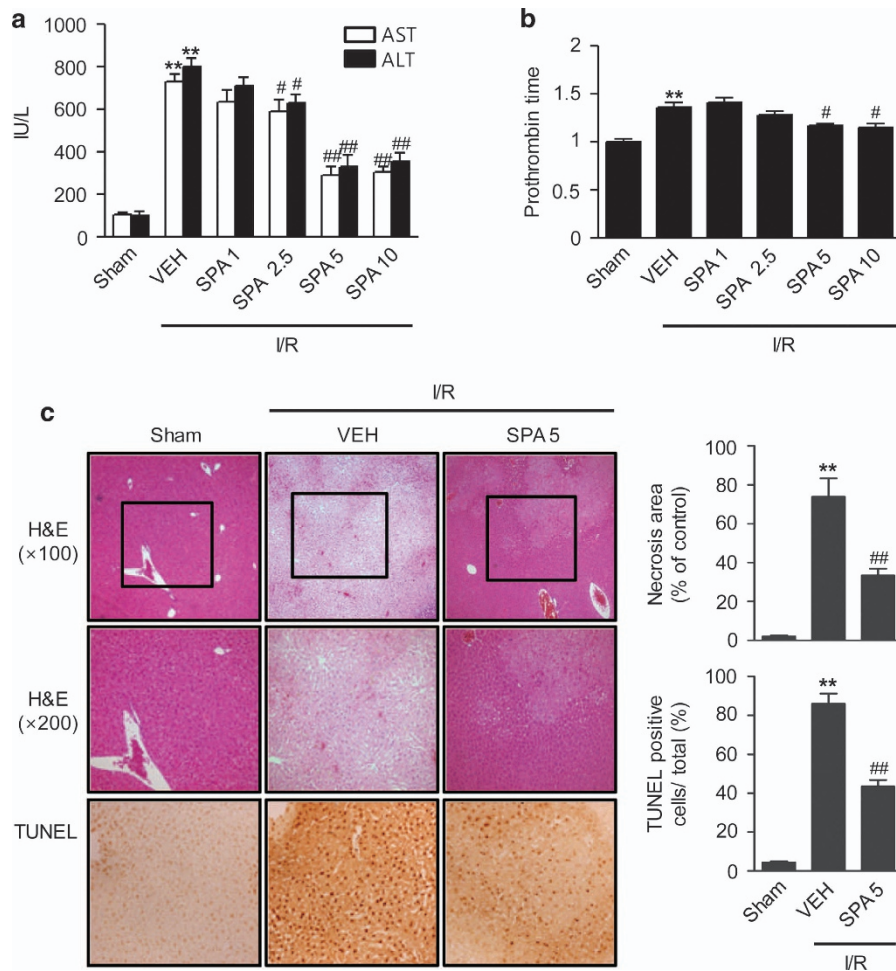 a
1000
800
600
400
200
0
IU/L
AST
ALT
**
**
#
#
##
##
##
##
Sham
VEH
SPA 1
SPA 2.5
SPA 5
SPA 10
I/R
b
2
1.5
1
0.5
0
Prothrombin time
**
#
#
Sham
VEH
SPA 1
SPA 2.5
SPA 5
SPA 10
I/R
c
I/R
Sham
VEH
SPA 5
H&E
(×100)
H&E
(×200)
TUNEL
Necrosis area
(% of control)
100
80
60
40
20
0
**
##
TUNEL positive
cells/ total (%)
100
80
60
40
20
0
**
##
Sham
VEH
SPA 5
I/R